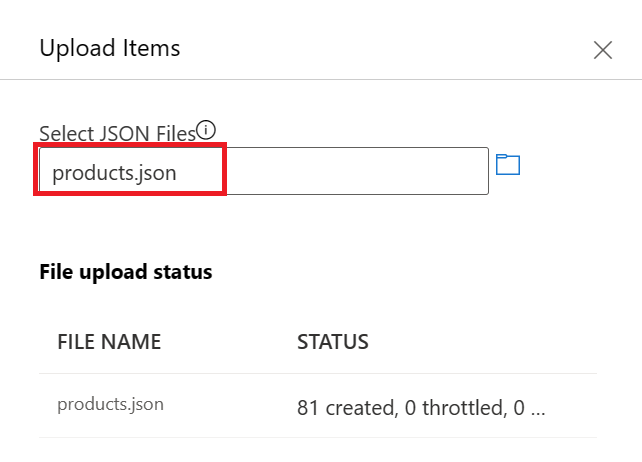 Upload Items
Select JSON Files
products.json
File upload status
FILE NAME STATUS
products.json 81 created, 0 throttled, 0 ...